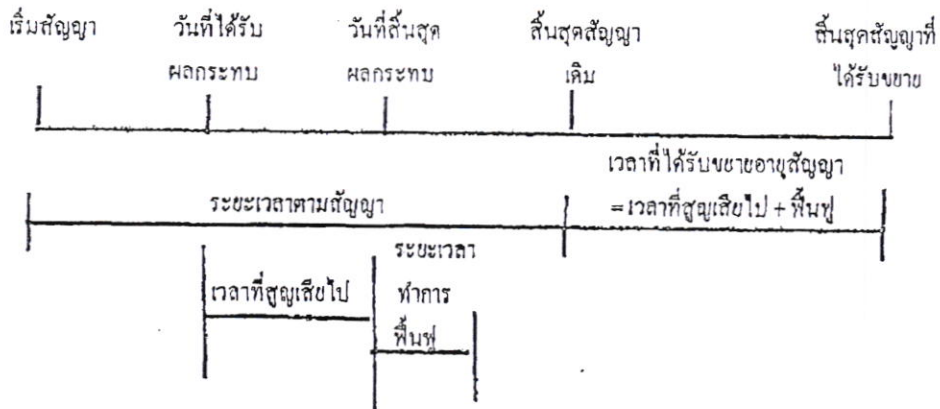 เริ่มสัญญา วันที่ได้รับ วันที่สิ้นสุด สิ้นสุดสัญญา สิ้นสุดสัญญาที่
ผลกระทบ ผลกระทบ เดิม ได้รับขยาย
เวลาที่ได้รับขยายอายุสัญญา
ระยะเวลาตามสัญญา =เวลาที่สูญเสียไป + ฟื้นฟู
ระยะเวลา
เวลาที่สูญเสียไป ทำการ
ฟื้นฟู